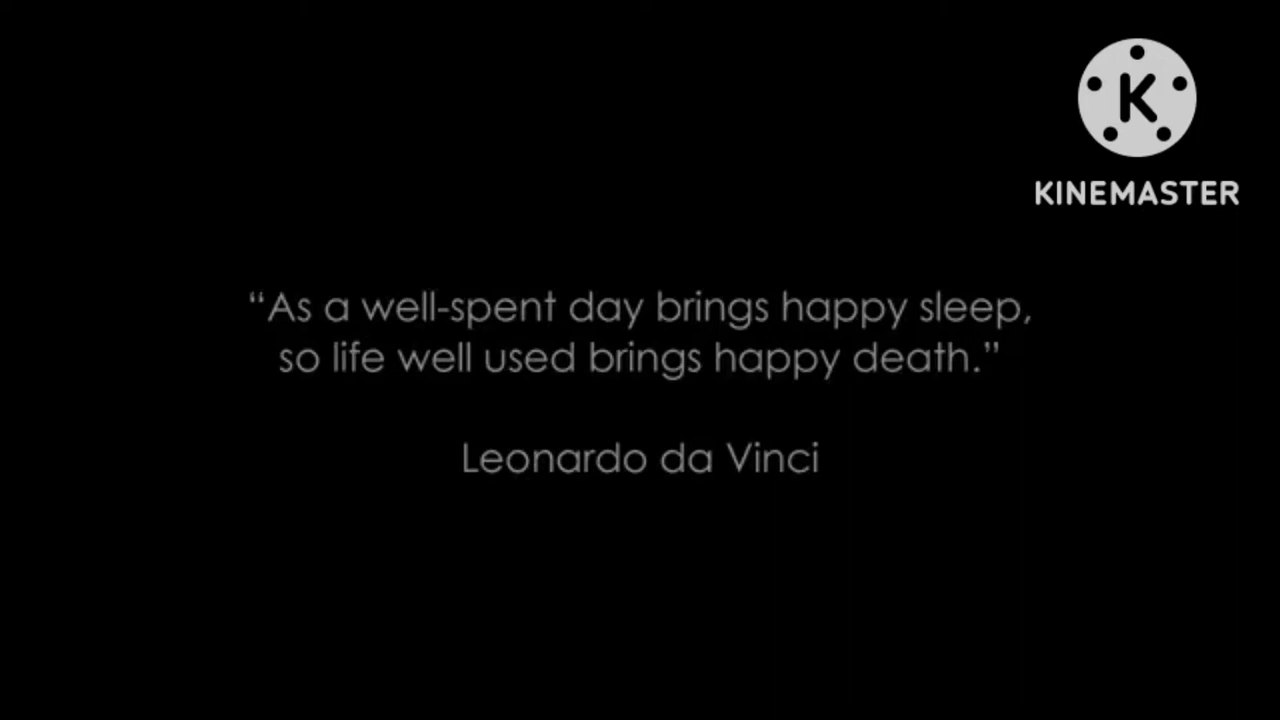 K
KINEMASTER
“As a well-spent day brings happy sleep,
so life well used brings happy death.”
Leonardo da Vinci